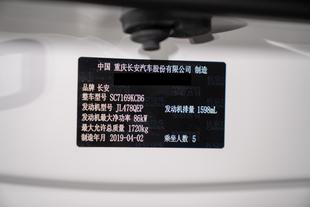 中国 重庆长安汽车股份有限公司 制造
品牌 长安
整车型号 SC7169KCB6
发动机型号 JL478QEP 发动机排量 1598mL
发动机最大净功率 86kW
最大允许总质量 1720kg
制造年月 2019-04-02 乘坐人数 5